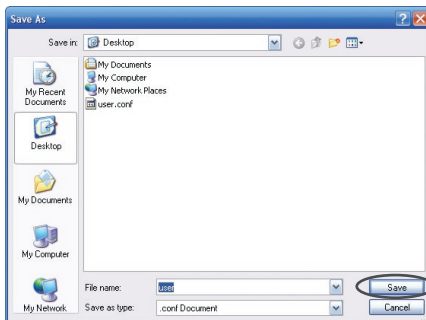 Save As
Save in: Desktop
My Documents
My Computer
My Network Places
user.conf
My Recent
Documents
Desktop
My Documents
My Computer
My Network
File name: user
Save
Save as type: .conf Document
Cancel